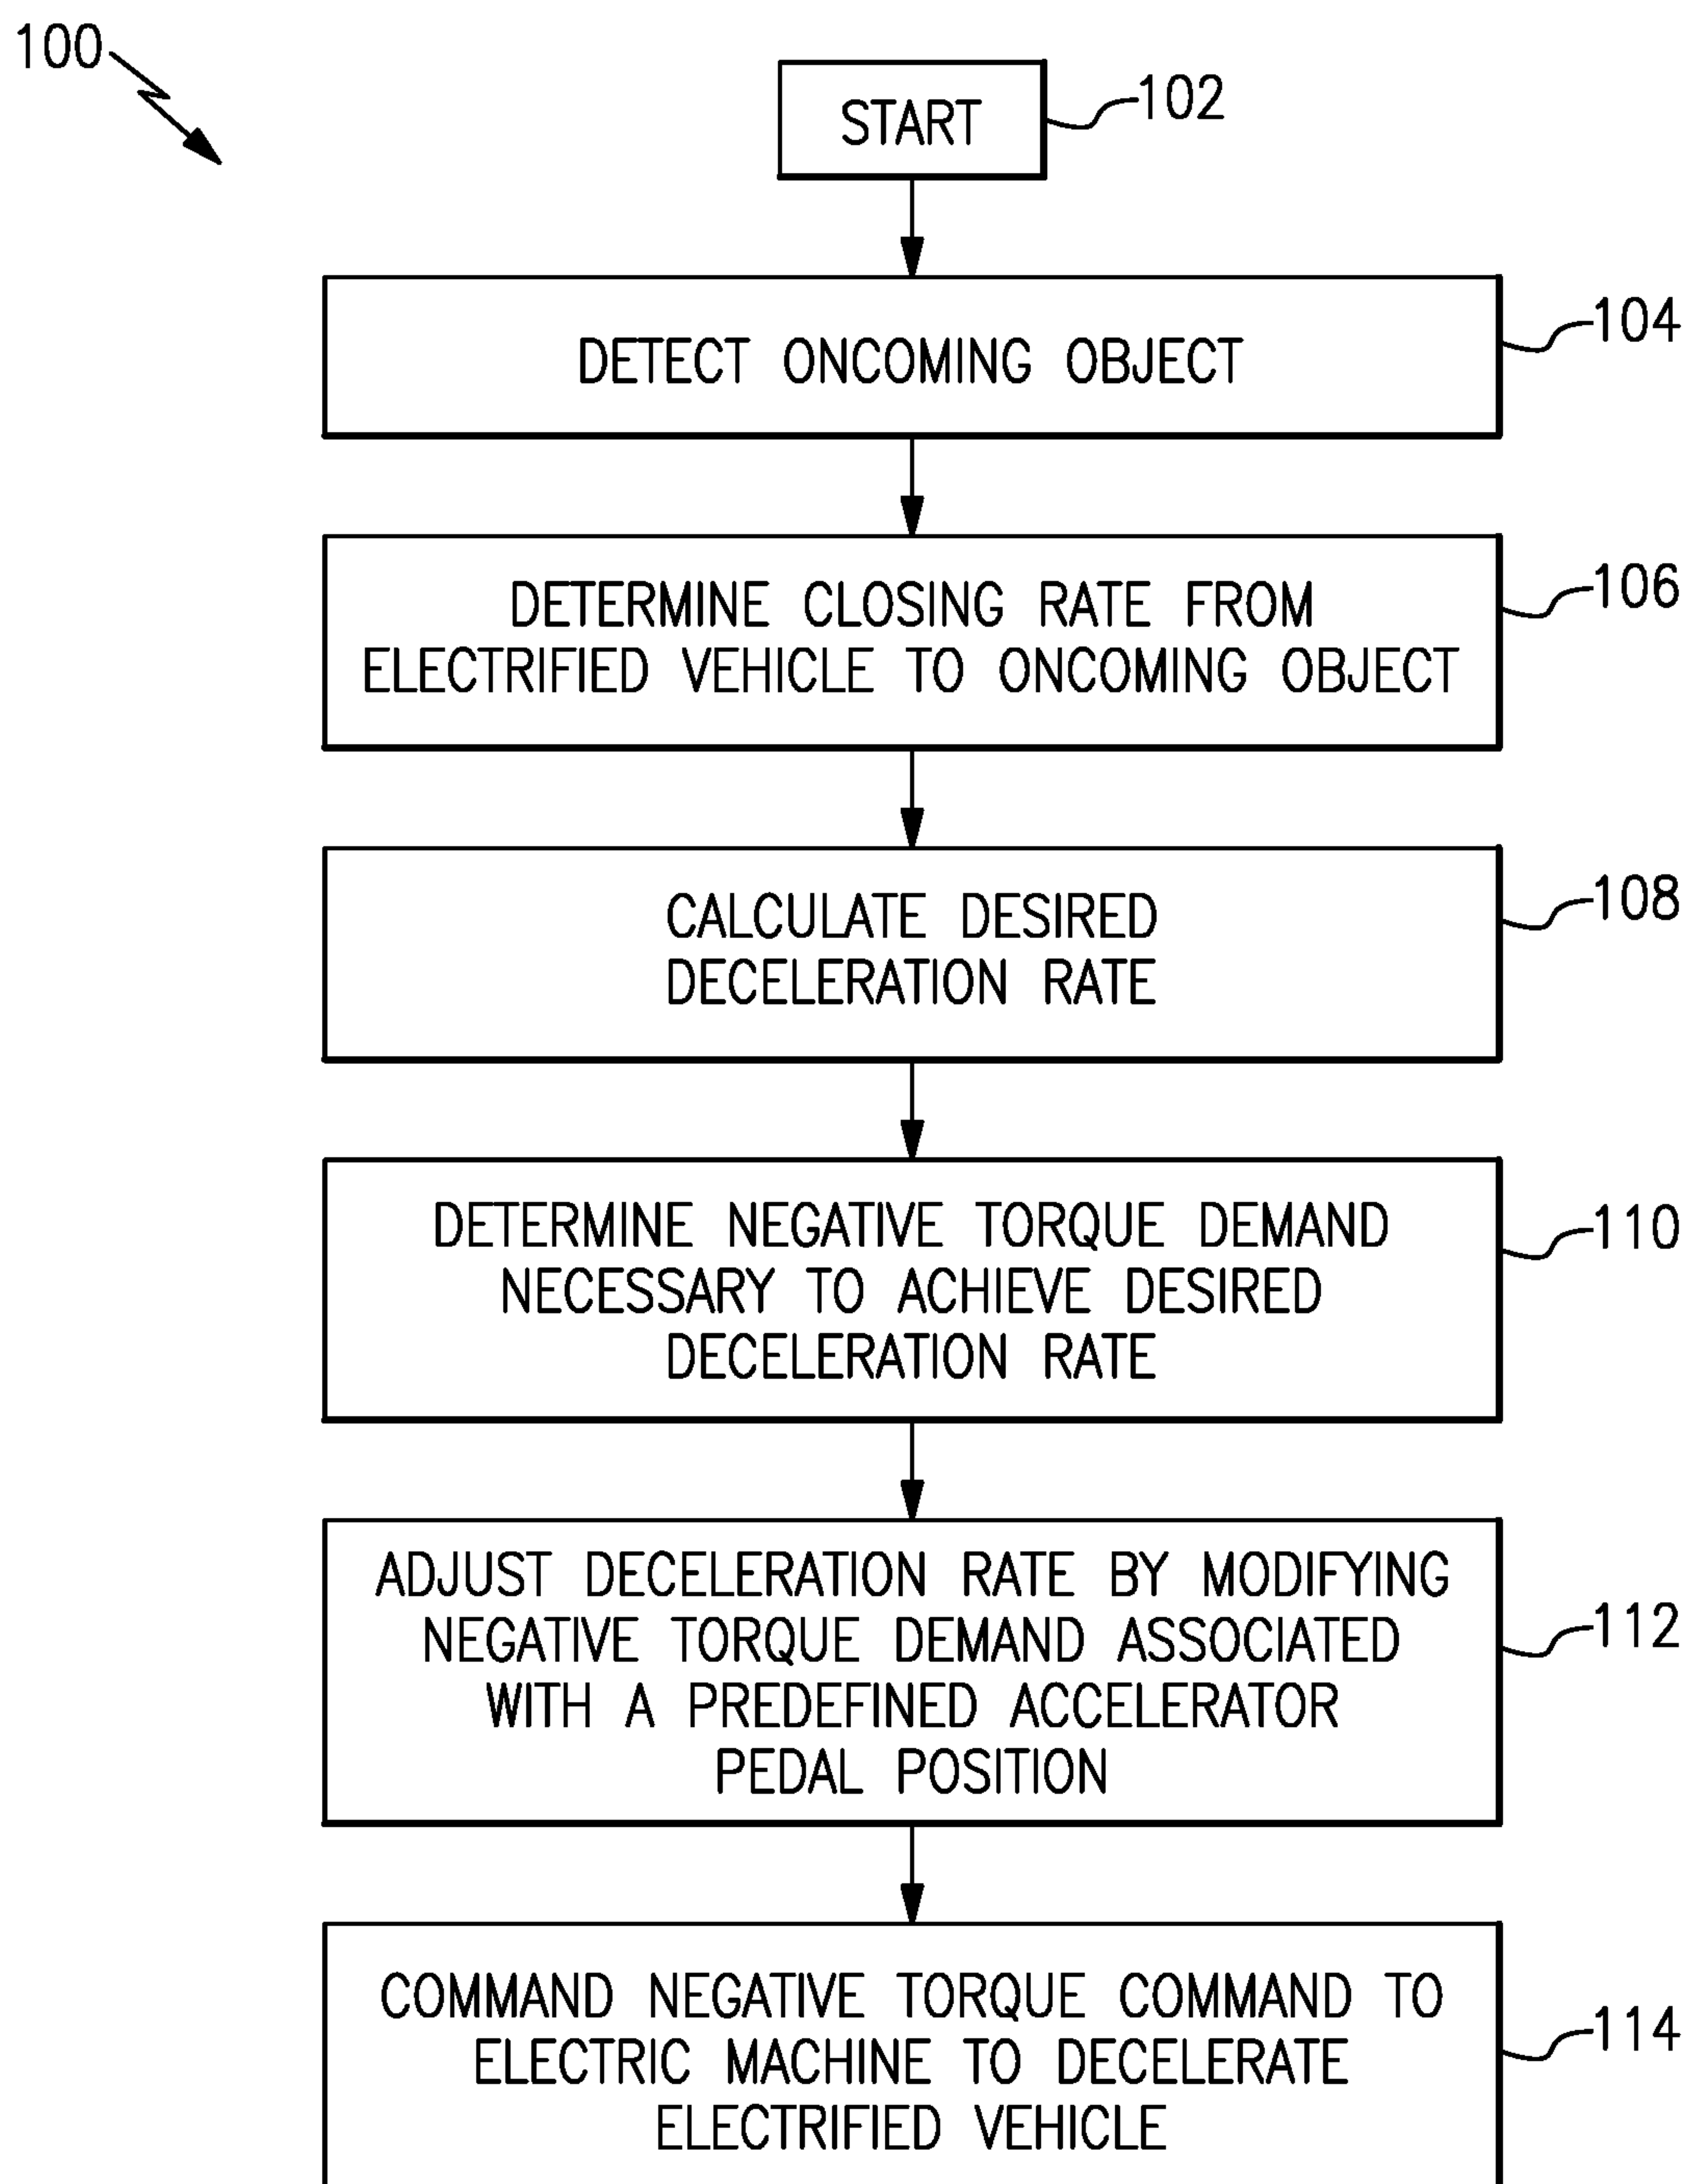 100
START
102
DETECT ONCOMING OBJECT
104
DETERMINE CLOSING RATE FROM
ELECTRIFIED VEHICLE TO ONCOMING OBJECT
106
CALCULATE DESIRED
DECELERATION RATE
108
DETERMINE NEGATIVE TORQUE DEMAND
NECESSARY TO ACHIEVE DESIRED
DECELERATION RATE
110
ADJUST DECELERATION RATE BY MODIFYING
NEGATIVE TORQUE DEMAND ASSOCIATED
WITH A PREDEFINED ACCELERATOR
PEDAL POSITION
112
COMMAND NEGATIVE TORQUE COMMAND TO
ELECTRIC MACHINE TO DECELERATE
ELECTRIFIED VEHICLE
114